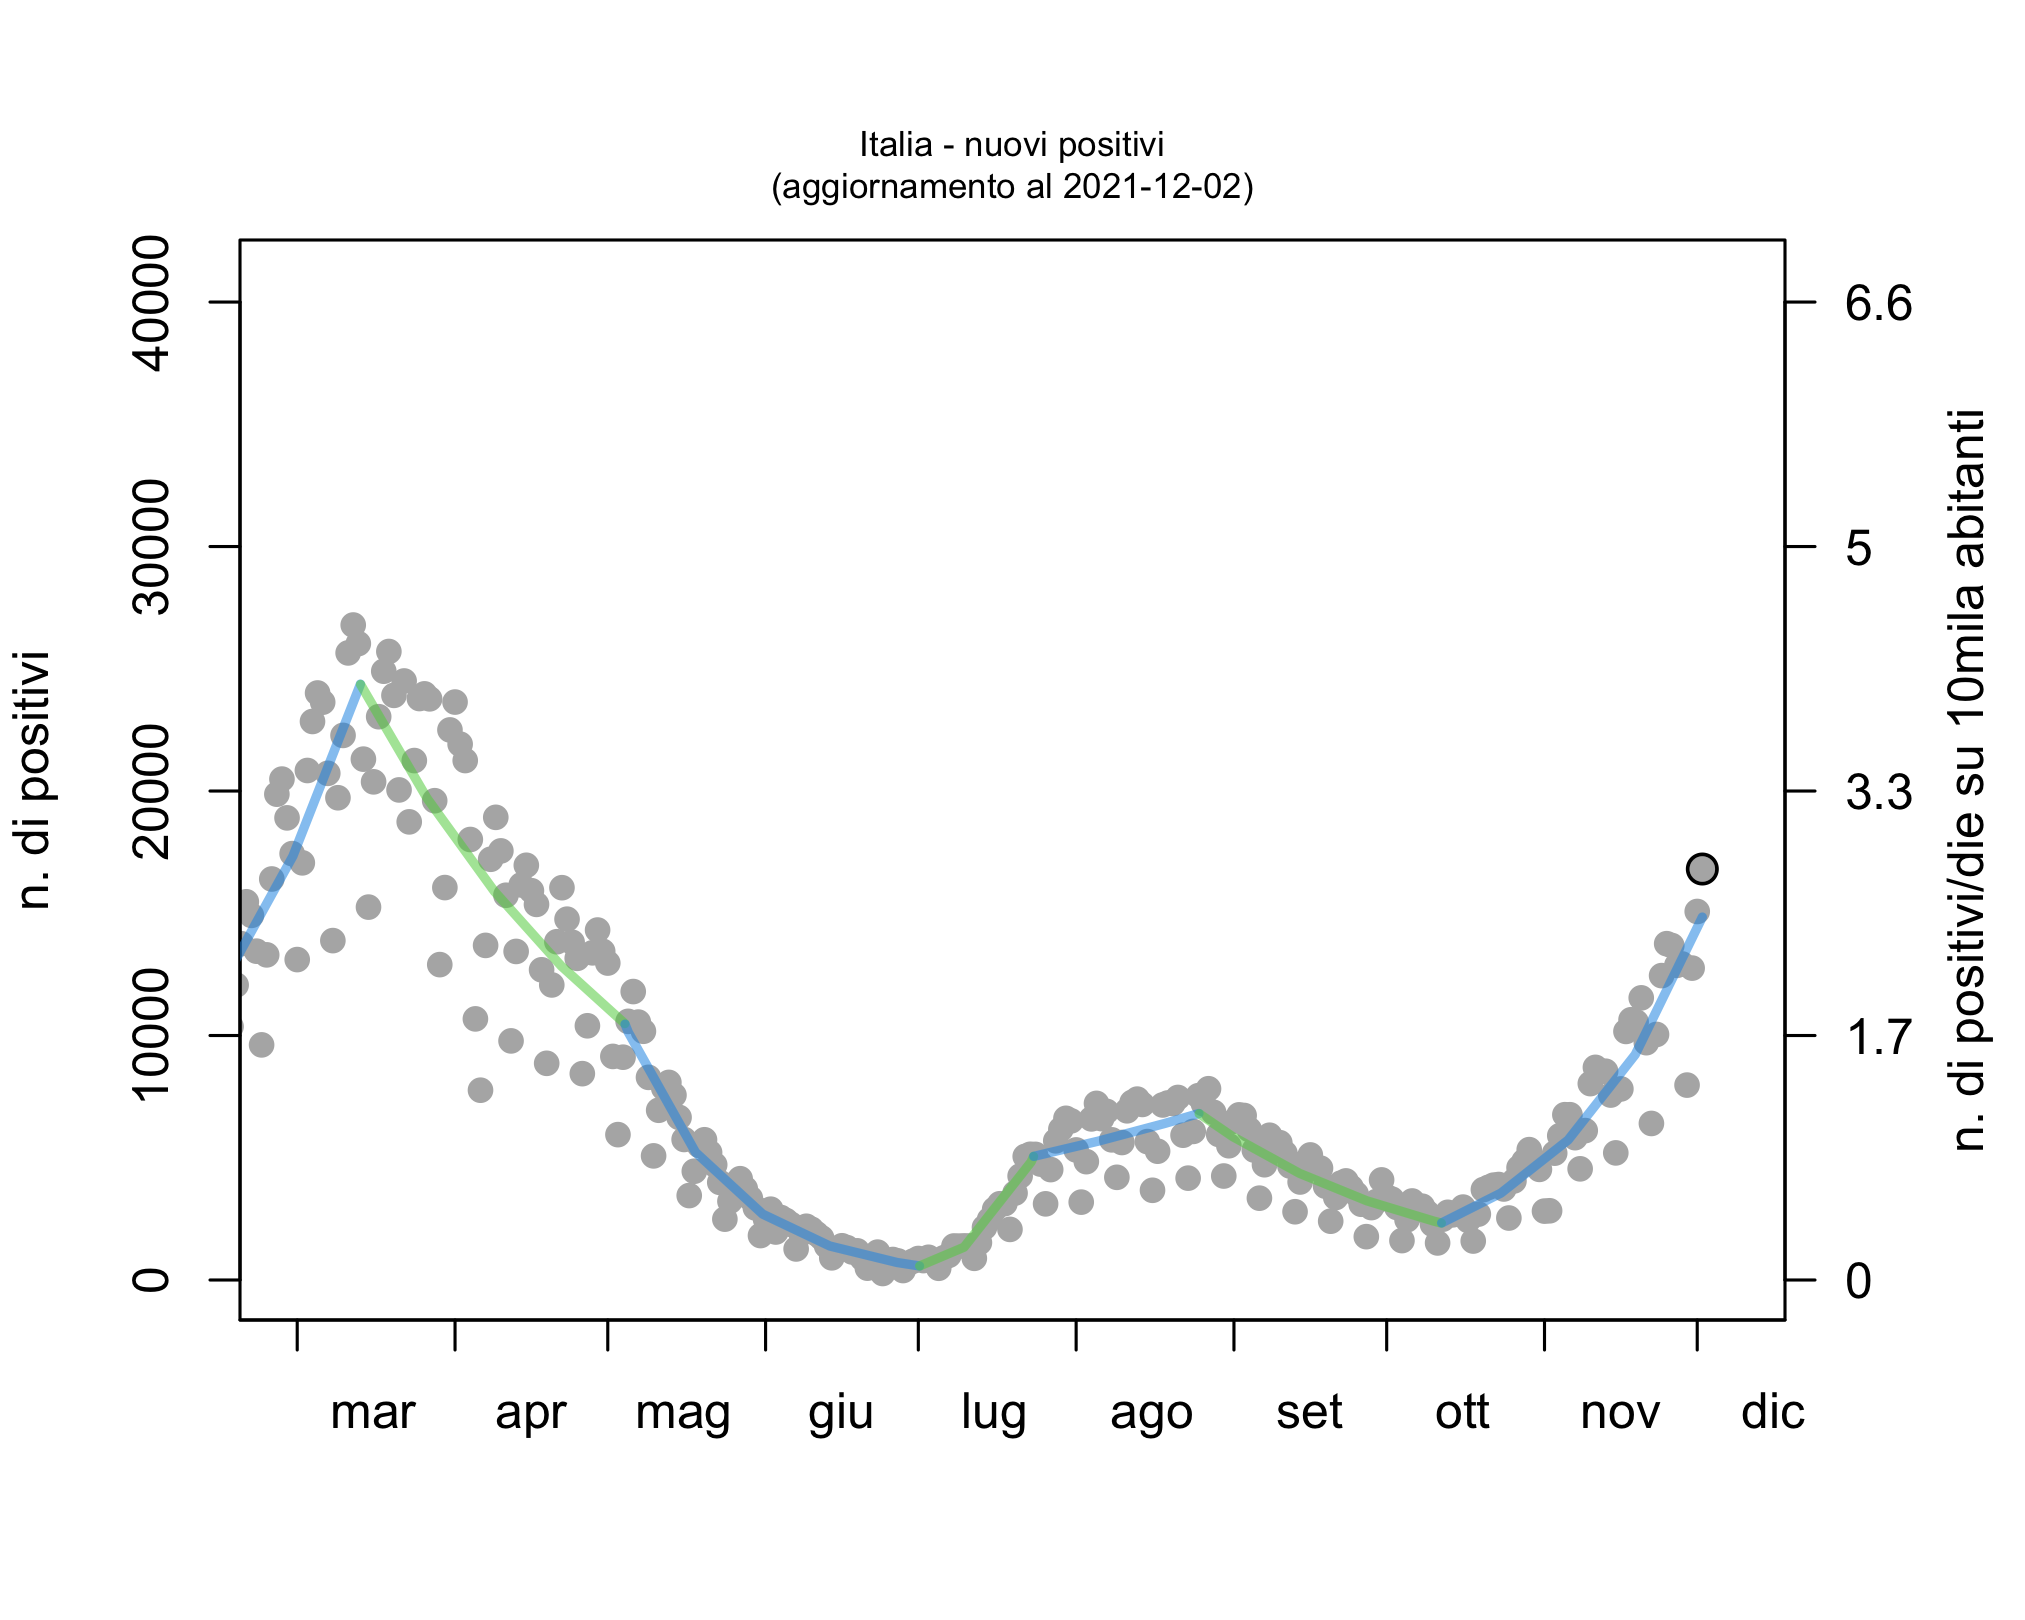 Italia - nuovi positivi
(aggiornamento al 2021-12-02)
n. di positivi
40000
30000
20000
10000
0
6.6
5
3.3
1.7
0
n. di positivi/die su 10mila abitanti
mar apr mag giu lug ago set ott nov dic